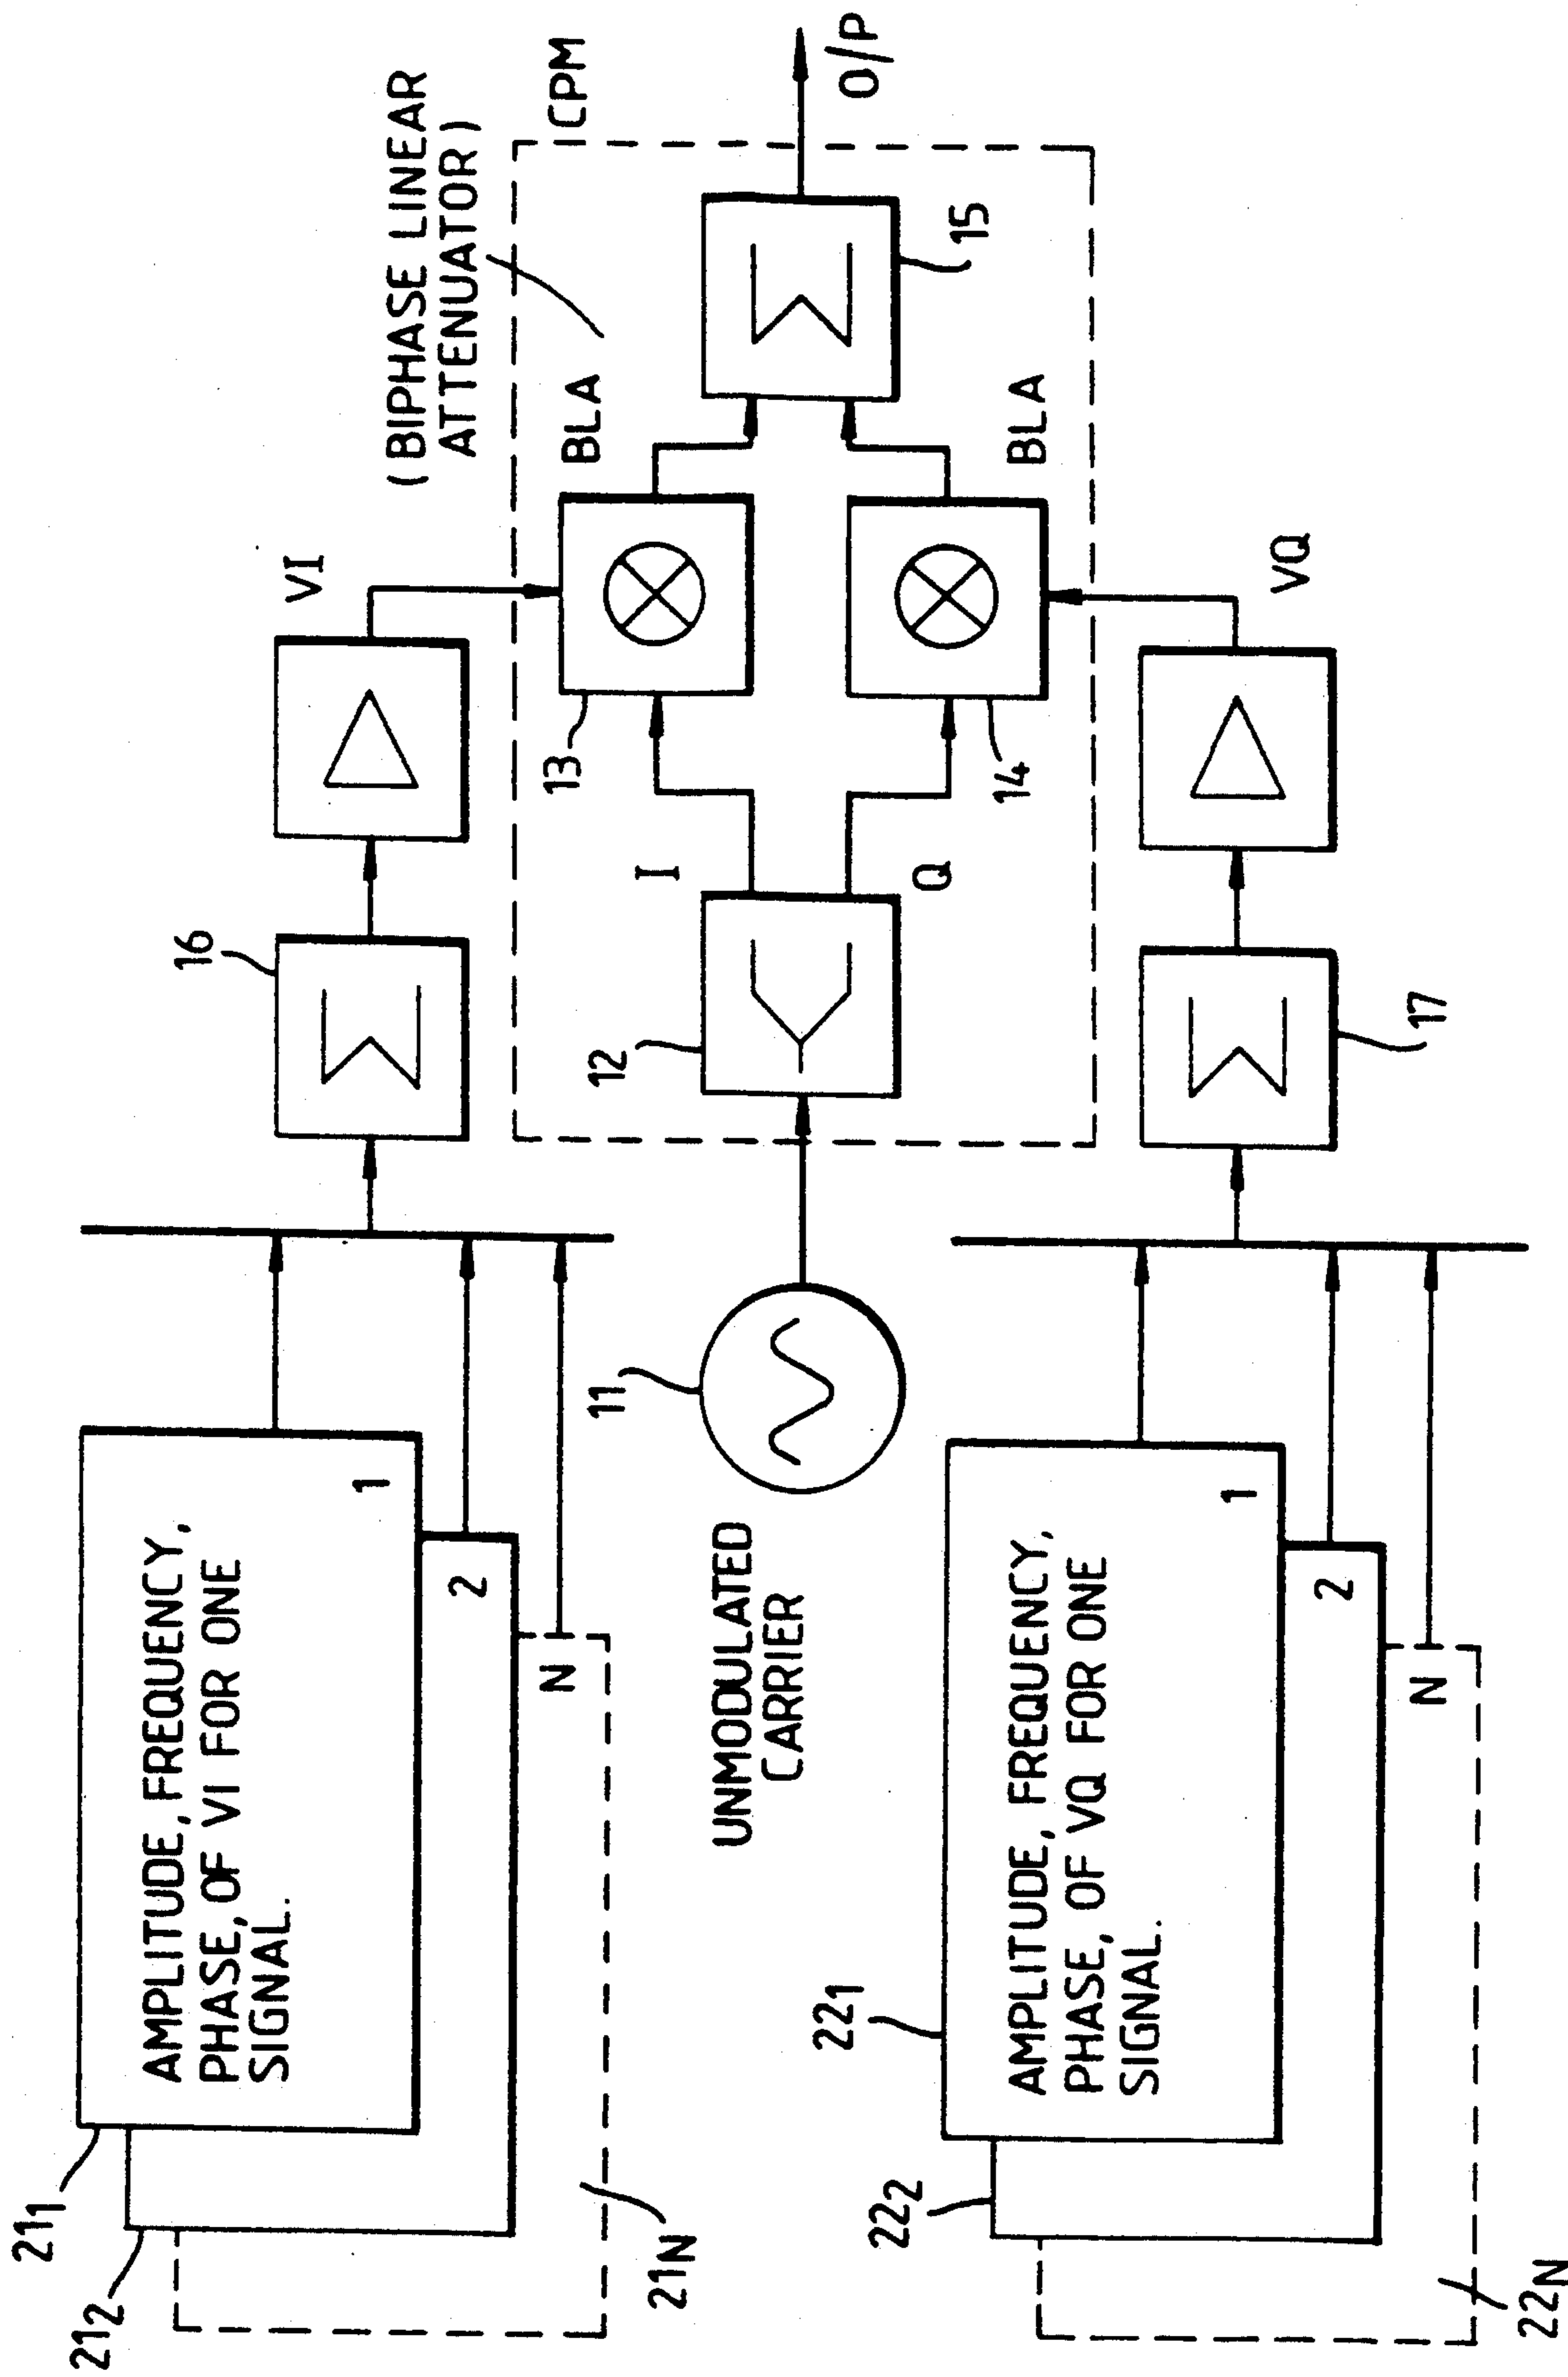 21₁
21₂
21N
AMPLITUDE, FREQUENCY,
PHASE, OF VI FOR ONE
SIGNAL.
1
2
N
16
VI
(BIPHASE LINEAR
ATTENUATOR)
CPM
BLA
13
I
12
11
UNMODULATED
CARRIER
Q
14
BLA
15
O/P
22₁
22₂
22N
AMPLITUDE, FREQUENCY,
PHASE, OF VQ FOR ONE
SIGNAL.
1
2
N
17
VQ